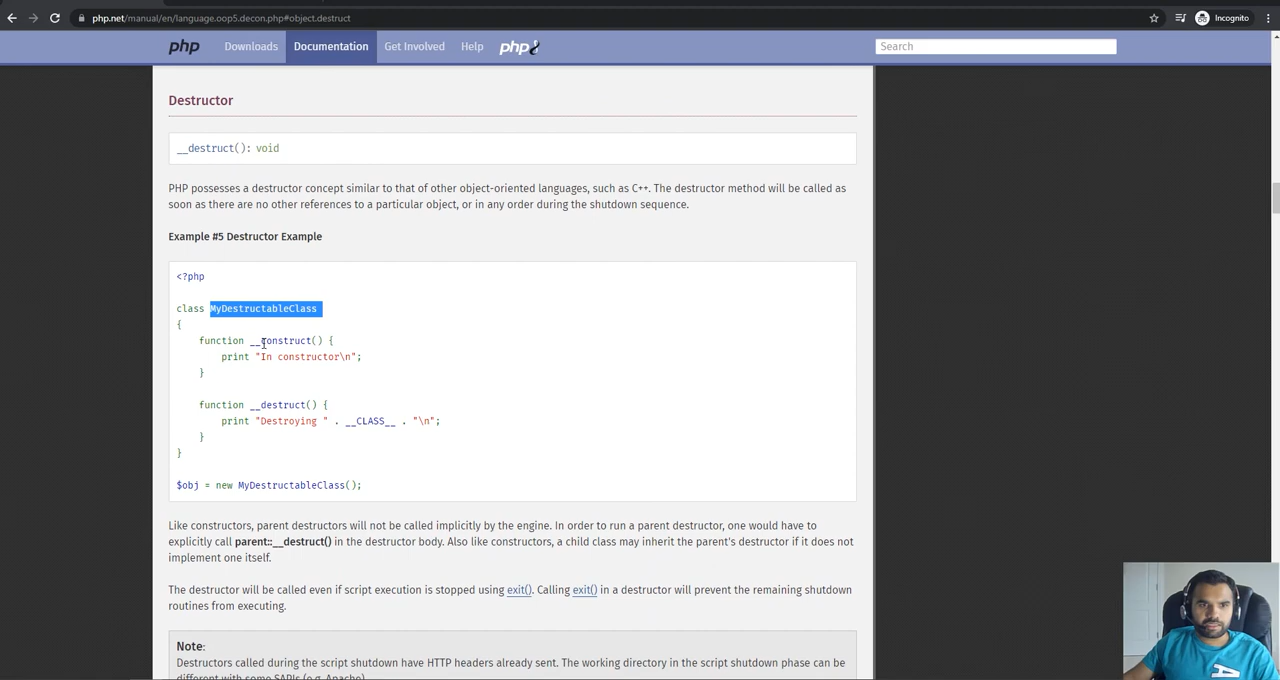 php.net/manual/en/language.oop5.decon.php#object.destruct
Incognito
php
Downloads
Documentation
Get Involved
Help
php
Search
Destructor
__destruct(): void
PHP possesses a destructor concept similar to that of other object-oriented languages, such as C++. The destructor method will be called as
soon as there are no other references to a particular object, or in any order during the shutdown sequence.
Example #5 Destructor Example
<?php
class MyDestructableClass
{
function __construct() {
print "In constructor\n";
}
function __destruct() {
print "Destroying " . __CLASS__ . "\n";
}
}
$obj = new MyDestructableClass();
Like constructors, parent destructors will not be called implicitly by the engine. In order to run a parent destructor, one would have to
explicitly call parent::__destruct() in the destructor body. Also like constructors, a child class may inherit the parent's destructor if it does not
implement one itself.
The destructor will be called even if script execution is stopped using exit(). Calling exit() in a destructor will prevent the remaining shutdown
routines from executing.
Note:
Destructors called during the script shutdown have HTTP headers already sent. The working directory in the script shutdown phase can be
different with some SAPIs (e.g. Apache).